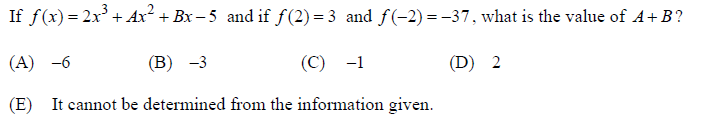 If f(x) = 2x³ + Ax² + Bx – 5 and if f(2) = 3 and f(–2) = –37, what is the value of A + B?
(A) –6 (B) –3 (C) –1 (D) 2
(E) It cannot be determined from the information given.